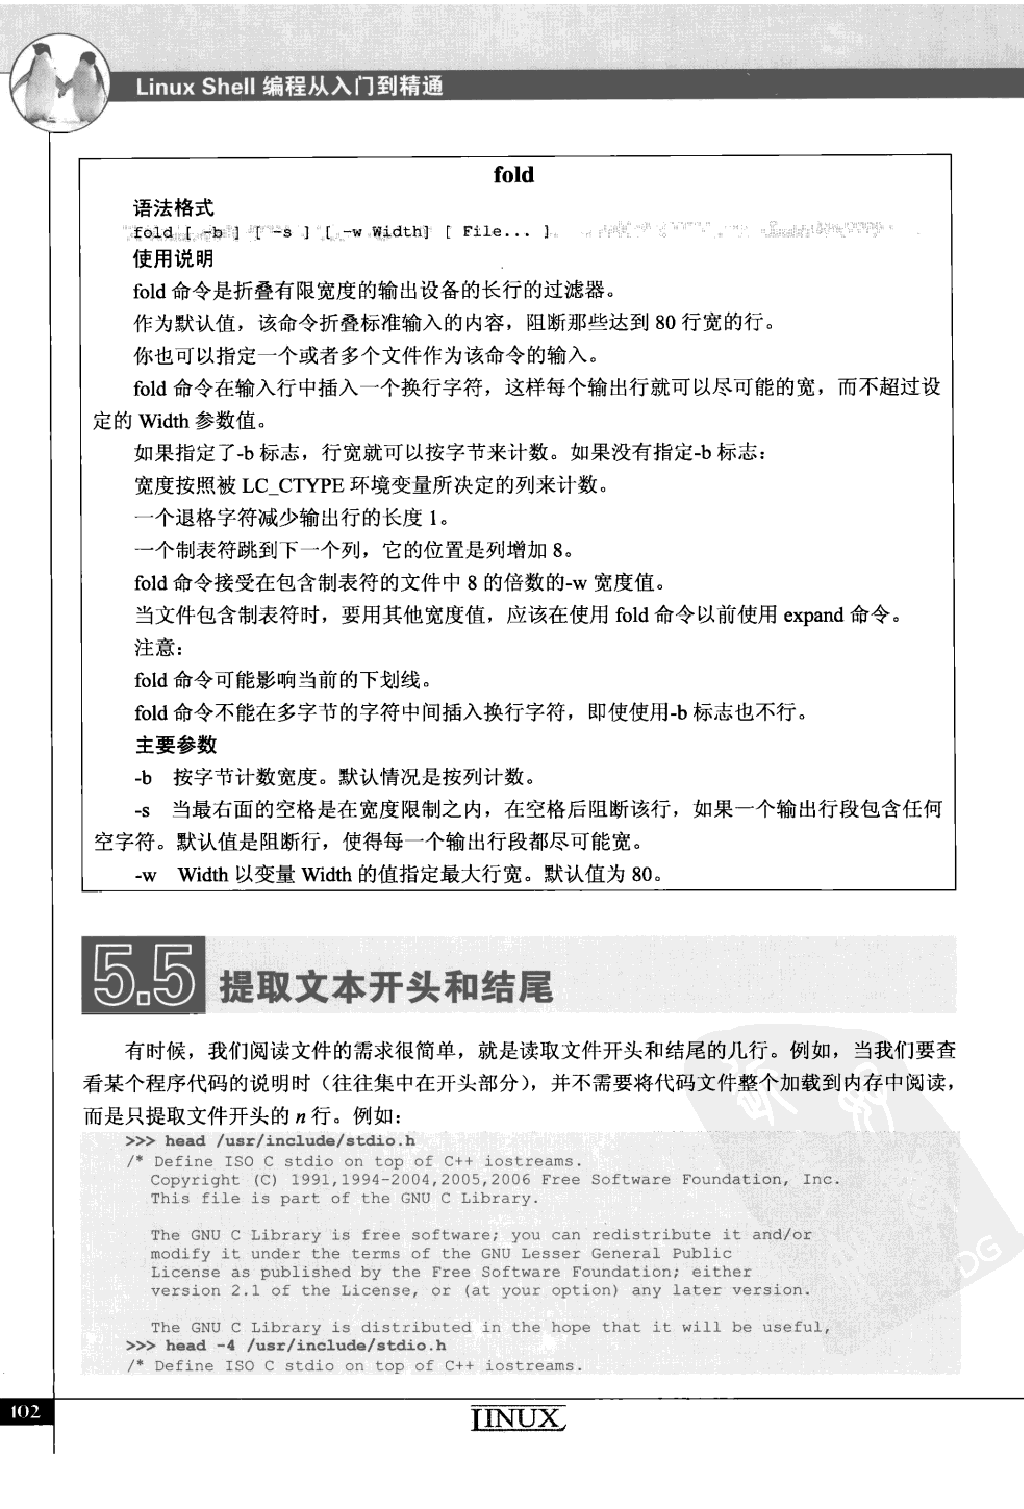 Linux Shell 编程从入门到精通
fold
语法格式
fold [ -b ] [ -s ] [ -w Width] [ File... ]
使用说明
fold 命令是折叠有限宽度的输出设备的长行的过滤器。
作为默认值，该命令折叠标准输入的内容，阻断那些达到 80 行宽的行。
你也可以指定一个或者多个文件作为该命令的输入。
fold 命令在输入行中插入一个换行字符，这样每个输出行就可以尽可能的宽，而不超过设
定的 Width 参数值。
如果指定了-b 标志，行宽就可以按字节来计数。如果没有指定-b 标志：
宽度按照被 LC_CTYPE 环境变量所决定的列来计数。
一个退格字符减少输出行的长度 1。
一个制表符跳到下一个列，它的位置是列增加 8。
fold 命令接受在包含制表符的文件中 8 的倍数的-w 宽度值。
当文件包含制表符时，要用其他宽度值，应该在使用 fold 命令以前使用 expand 命令。
注意：
fold 命令可能影响当前的下划线。
fold 命令不能在多字节的字符中间插入换行字符，即使使用-b 标志也不行。
主要参数
-b 按字节计数宽度。默认情况是按列计数。
-s 当最右面的空格是在宽度限制之内，在空格后阻断该行，如果一个输出行段包含任何
空字符。默认值是阻断行，使得每一个输出行段都尽可能宽。
-w Width 以变量 Width 的值指定最大行宽。默认值为 80。
5.5 提取文本开头和结尾
有时候，我们阅读文件的需求很简单，就是读取文件开头和结尾的几行。例如，当我们要查
看某个程序代码的说明时（往往集中在开头部分），并不需要将代码文件整个加载到内存中阅读，
而是只提取文件开头的 n 行。例如：
>>> head /usr/include/stdio.h
/* Define ISO C stdio on top of C++ iostreams.
Copyright (C) 1991,1994-2004,2005,2006 Free Software Foundation, Inc.
This file is part of the GNU C Library.
The GNU C Library is free software; you can redistribute it and/or
modify it under the terms of the GNU Lesser General Public
License as published by the Free Software Foundation; either
version 2.1 of the License, or (at your option) any later version.
The GNU C Library is distributed in the hope that it will be useful,
>>> head -4 /usr/include/stdio.h
/* Define ISO C stdio on top of C++ iostreams.
102
LINUX